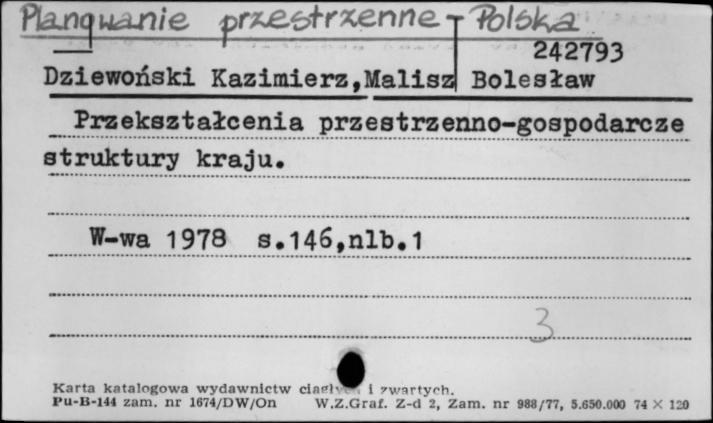 Planowanie przestrzenne - Polska
242793
Dziewoński Kazimierz, Malisz Bolesław
Przekształcenia przestrzenno-gospodarcze
struktury kraju.
W-wa 1978 s.146,nlb.1
3
Karta katalogowa wydawnictw ciągłych i zwartych.
Pu-B-144 zam. nr 1674/DW/On W.Z.Graf. Z-d 2, Zam. nr 988/77, 5.650.000 74 × 120